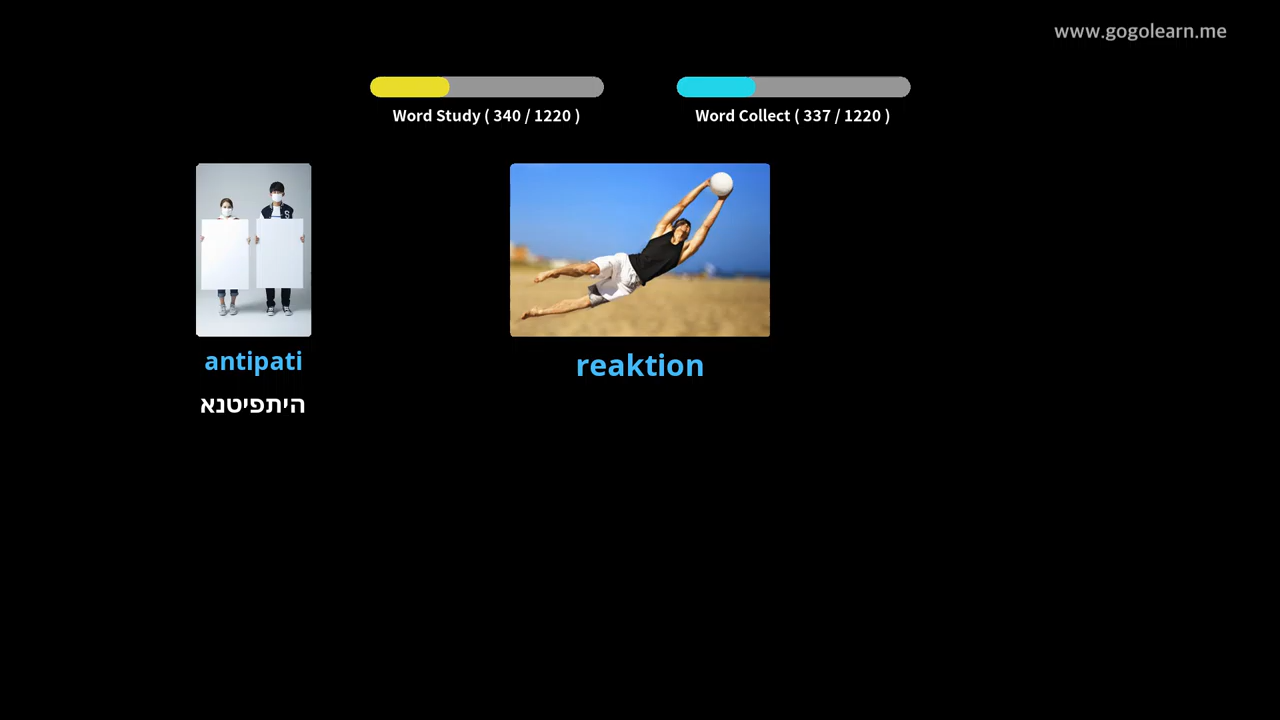 www.gogolearn.me
Word Study ( 340 / 1220 )
Word Collect ( 337 / 1220 )
antipati
היתפיטנא
reaktion